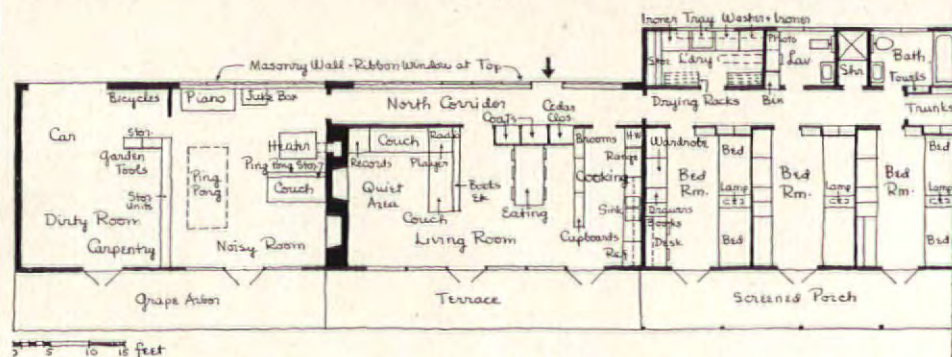 Ironer Tray Washer + Ironer
Masonry Wall - Ribbon Window at Top
Stor.
L'dry
Photo
Lav
Shr.
Bath
Towels
Bicycles
Piano
Juke Box
North Corridor
Coats
Cedar
Clos.
Drying Racks
Bin
Trunks
Car
Stor.
Garden
Tools
Stor
Units
Dirty Room
Carpentry
Ping
Pong
Heater
Ping Pong Stor.
Couch
Noisy Room
Records
Couch
Radio
Player
Quiet
Area
Books
Etc
Couch
Living Room
Eating
Brooms
H.W.
Range
Cooking
Sink
Cupboards
Ref
Wardrobe
Drawers
Books
Desk
Bed
Rm.
Bed
Lamp
Bed
Bed
Rm.
Bed
Lamp
Bed
Bed
Rm.
Bed
Lamp
Bed
Grape Arbor
Terrace
Screened Porch
5 10 15 feet